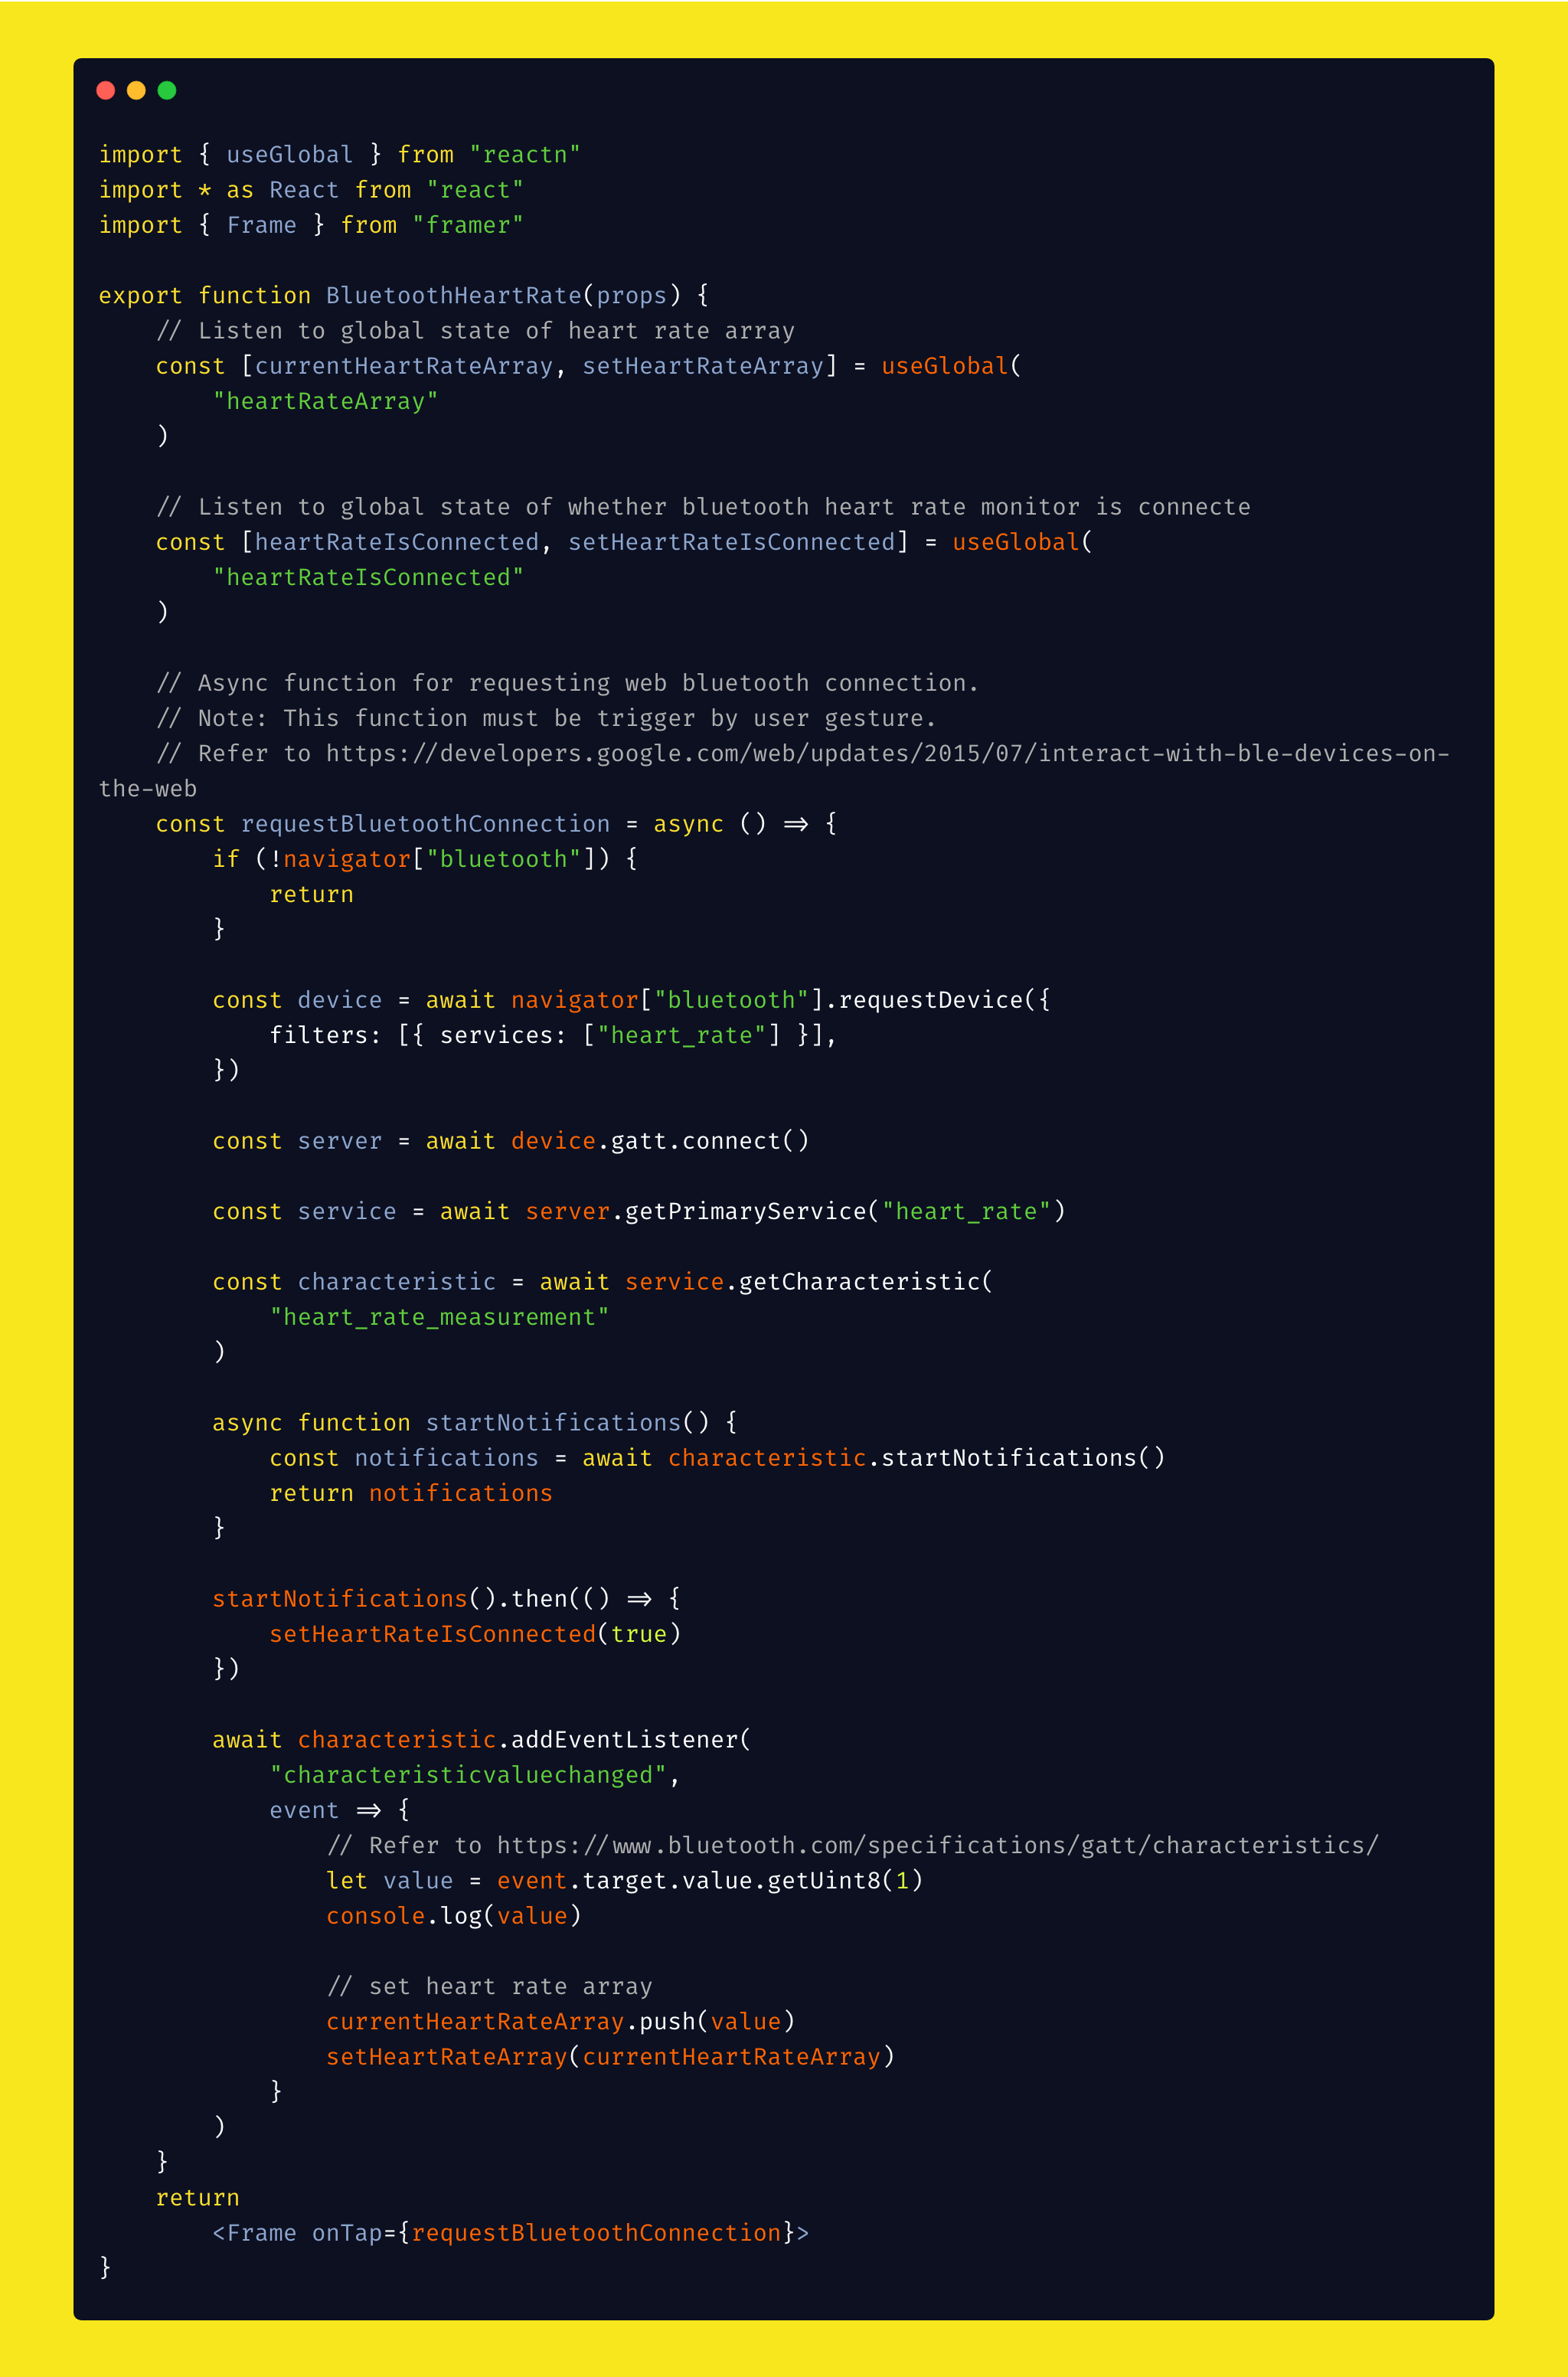 import { useGlobal } from "reactn"
import * as React from "react"
import { Frame } from "framer"

export function BluetoothHeartRate(props) {
    // Listen to global state of heart rate array
    const [currentHeartRateArray, setHeartRateArray] = useGlobal(
        "heartRateArray"
    )

    // Listen to global state of whether bluetooth heart rate monitor is connecte
    const [heartRateIsConnected, setHeartRateIsConnected] = useGlobal(
        "heartRateIsConnected"
    )

    // Async function for requesting web bluetooth connection.
    // Note: This function must be trigger by user gesture.
    // Refer to https://developers.google.com/web/updates/2015/07/interact-with-ble-devices-on-
the-web
    const requestBluetoothConnection = async () => {
        if (!navigator["bluetooth"]) {
            return
        }

        const device = await navigator["bluetooth"].requestDevice({
            filters: [{ services: ["heart_rate"] }],
        })

        const server = await device.gatt.connect()

        const service = await server.getPrimaryService("heart_rate")

        const characteristic = await service.getCharacteristic(
            "heart_rate_measurement"
        )

        async function startNotifications() {
            const notifications = await characteristic.startNotifications()
            return notifications
        }

        startNotifications().then(() => {
            setHeartRateIsConnected(true)
        })

        await characteristic.addEventListener(
            "characteristicvaluechanged",
            event => {
                // Refer to https://www.bluetooth.com/specifications/gatt/characteristics/
                let value = event.target.value.getUint8(1)
                console.log(value)

                // set heart rate array
                currentHeartRateArray.push(value)
                setHeartRateArray(currentHeartRateArray)
            }
        )
    }
    return
        <Frame onTap={requestBluetoothConnection}>
}